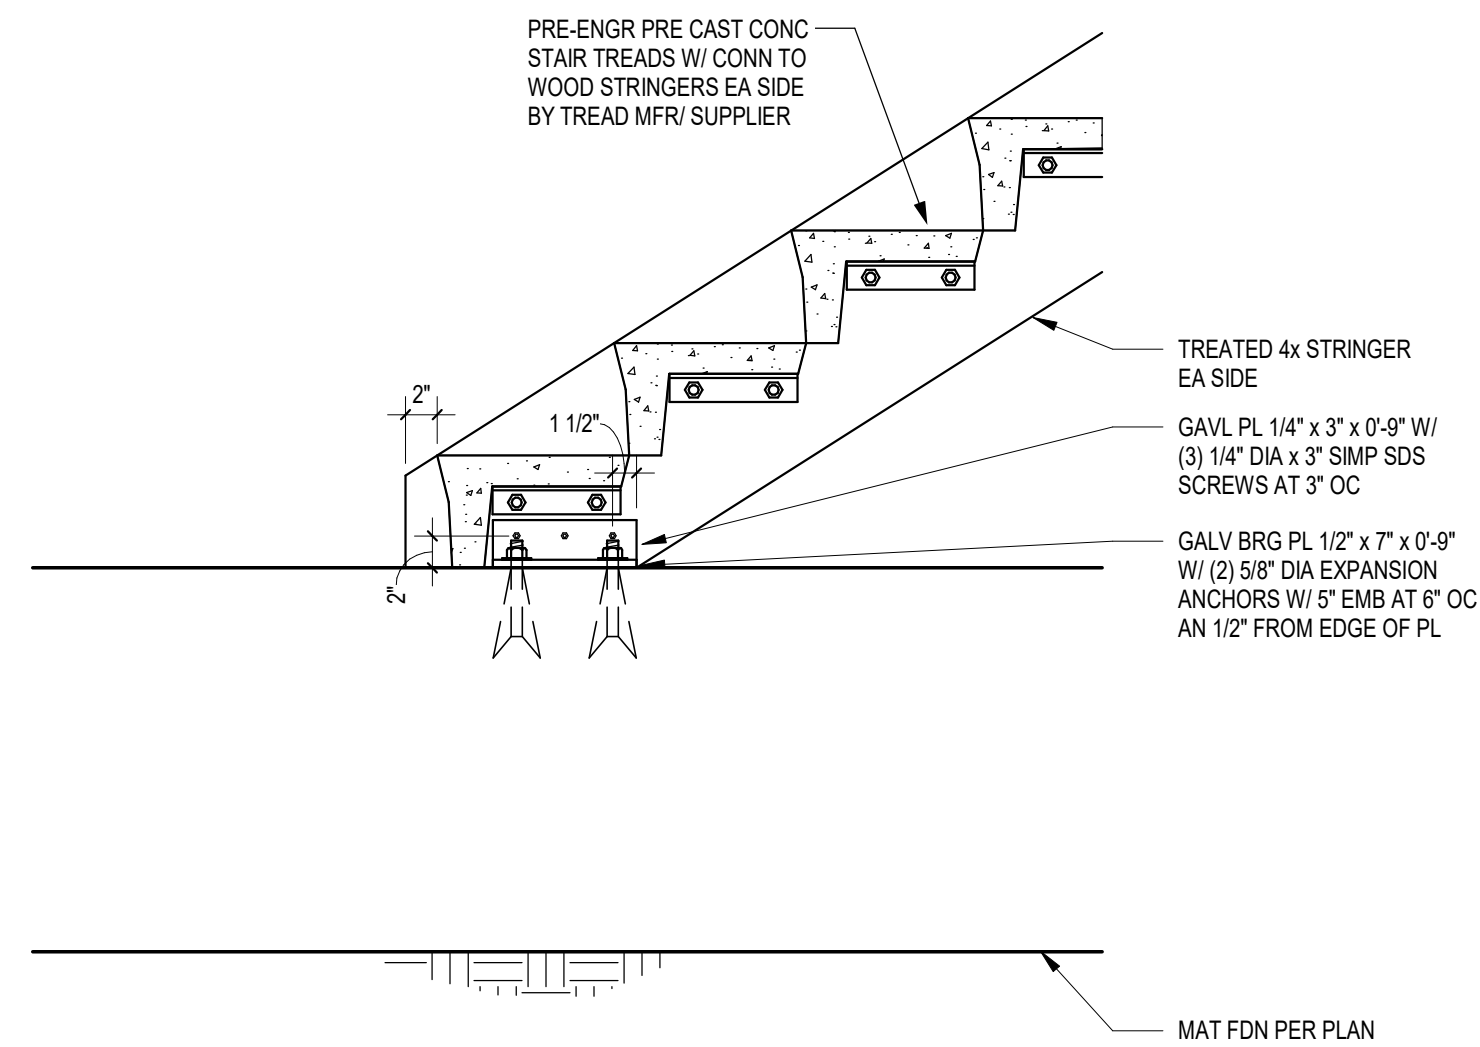 PRE-ENGR PRE CAST CONC
STAIR TREADS W/ CONN TO
WOOD STRINGERS EA SIDE
BY TREAD MFR/ SUPPLIER
TREATED 4x STRINGER
EA SIDE
2"
1 1/2"
GAVL PL 1/4" x 3" x 0'-9" W/
(3) 1/4" DIA x 3" SIMP SDS
SCREWS AT 3" OC
GALV BRG PL 1/2" x 7" x 0'-9"
W/ (2) 5/8" DIA EXPANSION
ANCHORS W/ 5" EMB AT 6" OC
AN 1/2" FROM EDGE OF PL
2"
MAT FDN PER PLAN